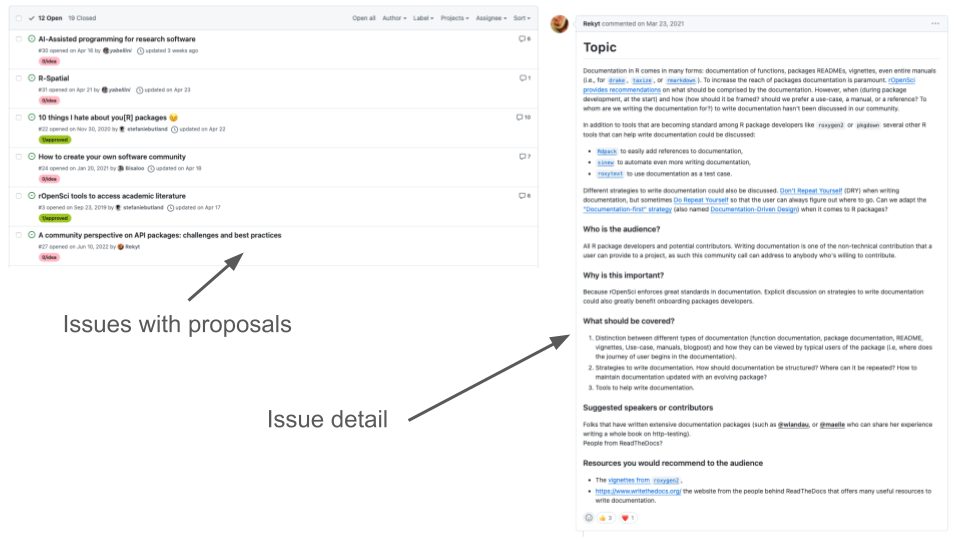 12 Open 19 Closed
Open all Author Label Projects Assignee Sort
AI-Assisted programming for research software 6
#30 opened on Apr 18 by yabellini updated 3 weeks ago
0/idea
R-Spatial 1
#31 opened on Apr 21 by yabellini updated on Apr 23
0/idea
10 things I hate about you[R] packages 😉
#22 opened on Nov 30, 2020 by stefaniebutland updated on Apr 22
1/approved
How to create your own software community 7
#24 opened on Jan 20, 2021 by Bisaloo updated on Apr 18
0/idea
rOpenSci tools to access academic literature
#3 opened on Sep 23, 2019 by stefaniebutland updated on Apr 17
1/approved
A community perspective on API packages: challenges and best practices
#27 opened on Jun 10, 2022 by Rekyt
0/idea
Issues with proposals
Issue detail
Rekyt commented on Mar 23, 2021 ...
Topic
Documentation in R comes in many forms: documentation of functions, packages READMEs, vignettes, even entire manuals
(i.e., for drake, taxize, or rmarkdown). To increase the reach of packages documentation is paramount. rOpenSci
provides recommendations on what should be comprised by the documentation. However, when (during package
development, at the start) and how (how should it be framed? should we prefer a use-case, a manual, or a reference? To
whom are we writing the documentation for?) to write documentation hasn't been discussed in our community.
In addition to tools that are becoming standard among R package developers like roxygen2 or pkgdown several other R
tools that can help write documentation could be discussed:
• Rdpack to easily add references to documentation,
• sinew to automate even more writing documentation,
• roxytest to use documentation as a test case.
Different strategies to write documentation could also be discussed. Don't Repeat Yourself (DRY) when writing
documentation, but sometimes Do Repeat Yourself so that the user can always figure out where to go. Can we adapt the
"Documentation-first" strategy (also named Documentation-Driven Design) when it comes to R packages?
Who is the audience?
All R package developers and potential contributors. Writing documentation is one of the non-technical contribution that a
user can provide to a project, as such this community call can address to anybody who's willing to contribute.
Why is this important?
Because rOpenSci enforces great standards in documentation. Explicit discussion on strategies to write documentation
could also greatly benefit onboarding packages developers.
What should be covered?
1. Distinction between different types of documentation (function documentation, package documentation, README,
vignettes, Use-case, manuals, blogpost) and how they can be viewed by typical users of the package (i.e, where does
the journey of user begins in the documentation).
2. Strategies to write documentation. How should documentation be structured? Where can it be repeated? How to
maintain documentation updated with an evolving package?
3. Tools to help write documentation.
Suggested speakers or contributors
Folks that have written extensive documentation packages (such as @wlandau, or @maelle who can share her experience
writing a whole book on http-testing).
People from ReadTheDocs?
Resources you would recommend to the audience
• The vignettes from roxygen2,
• https://www.writethedocs.org/ the website from the people behind ReadTheDocs that offers many useful resources to
write documentation.
👍 3 ❤️ 1